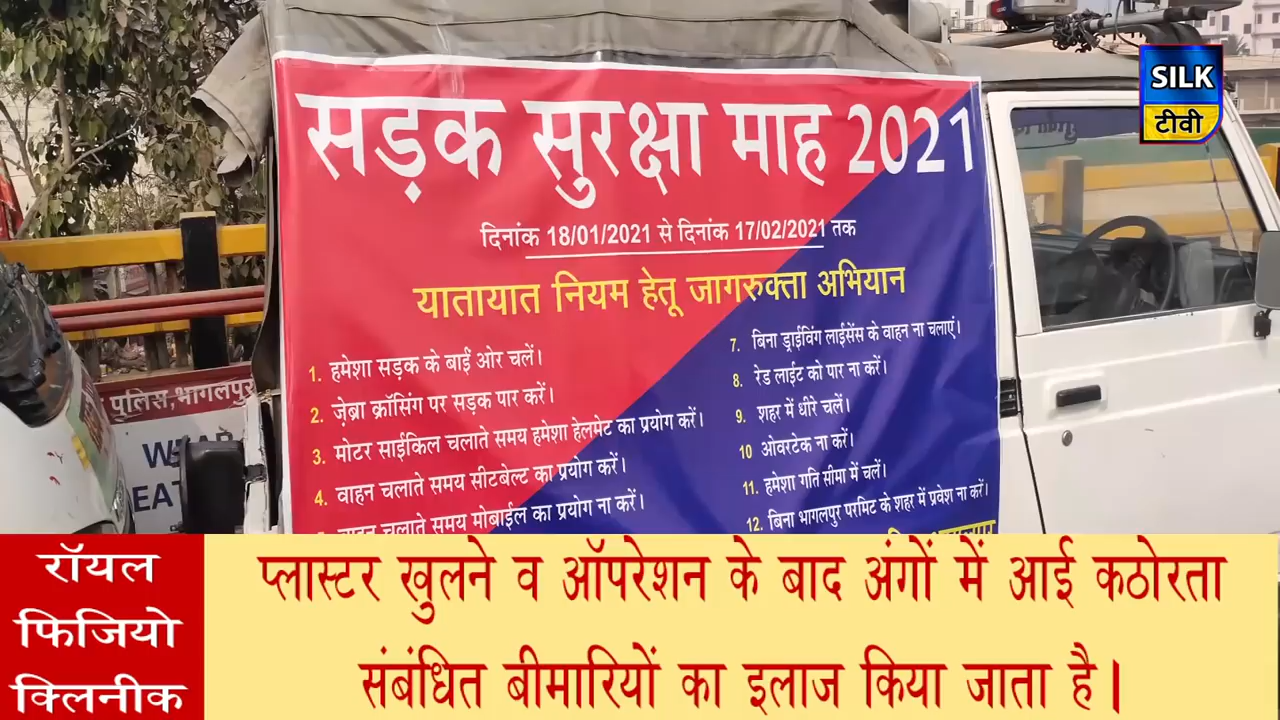 SILK
टीवी
सड़क सुरक्षा माह 2021
दिनांक 18/01/2021 से दिनांक 17/02/2021 तक
यातायात नियम हेतू जागरुक्ता अभियान
1. हमेशा सड़क के बाईं ओर चलें।
2. ज़ेब्रा क्रॉसिंग पर सड़क पार करें।
3. मोटर साईकिल चलाते समय हमेशा हेलमेट का प्रयोग करें।
4. वाहन चलाते समय सीटबेल्ट का प्रयोग करें।
वाहन चलाते समय मोबाईल का प्रयोग ना करें।
7. बिना ड्राईविंग लाईसेंस के वाहन ना चलाएं।
8. रेड लाईट को पार ना करें।
9. शहर में धीरे चलें।
10 ओवरटेक ना करें।
11. हमेशा गति सीमा में चलें।
12. बिना भागलपुर परमिट के शहर में प्रवेश ना करें।
पुलिस,भागलपुर
रॉयल
फिजियो
क्लिनीक
प्लास्टर खुलने व ऑपरेशन के बाद अंगों में आई कठोरता
संबंधित बीमारियों का इलाज किया जाता है।